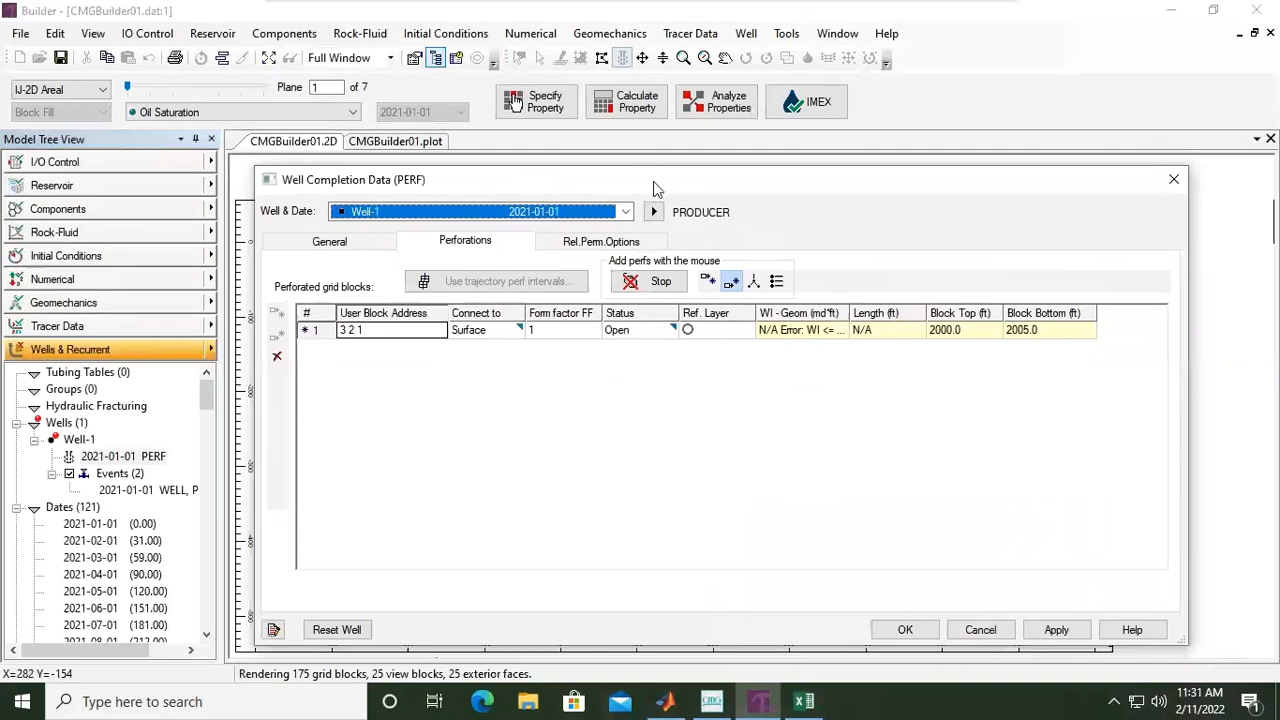 Builder - [CMGBuilder01.dat:1]
File Edit View IO Control Reservoir Components Rock-Fluid Initial Conditions Numerical Geomechanics Tracer Data Well Tools Window Help
Full Window
IJ-2D Areal Plane 1 of 7 Specify Property Calculate Property Analyze Properties IMEX
Block Fill Oil Saturation 2021-01-01
Model Tree View CMGBuilder01.2D CMGBuilder01.plot
I/O Control
Reservoir
Components
Rock-Fluid
Initial Conditions
Numerical
Geomechanics
Tracer Data
Wells & Recurrent
Tubing Tables (0)
Groups (0)
Hydraulic Fracturing
Wells (1)
Well-1
2021-01-01 PERF
Events (2)
2021-01-01 WELL, P
Dates (121)
2021-01-01 (0.00)
2021-02-01 (31.00)
2021-03-01 (59.00)
2021-04-01 (90.00)
2021-05-01 (120.00)
2021-06-01 (151.00)
2021-07-01 (181.00)
2021-08-01 (212.00)
Well Completion Data (PERF)
Well & Date: Well-1 2021-01-01 PRODUCER
General Perforations Rel.Perm.Options
Add perfs with the mouse
Perforated grid blocks: Use trajectory perf intervals... Stop
# User Block Address Connect to Form factor FF Status Ref. Layer WI - Geom (md*ft) Length (ft) Block Top (ft) Block Bottom (ft)
* 1 3 2 1 Surface 1 Open N/A Error: WI <= ... N/A 2000.0 2005.0
Reset Well OK Cancel Apply Help
X=282 Y=-154 Rendering 175 grid blocks, 25 view blocks, 25 exterior faces.
Type here to search
11:31 AM
2/11/2022